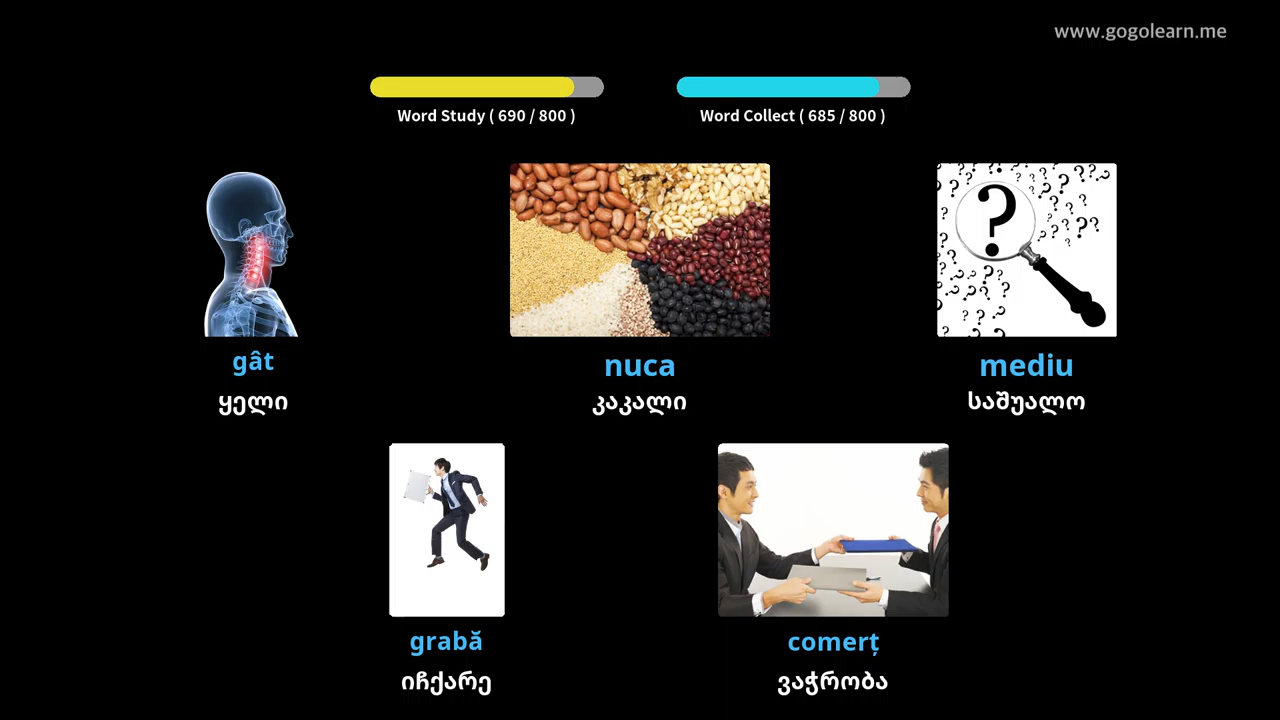 www.gogolearn.me
Word Study ( 690 / 800 )
Word Collect ( 685 / 800 )
gât
nuca
mediu
ყელი
კაკალი
საშუალო
grabă
comerț
იჩქარე
ვაჭრობა